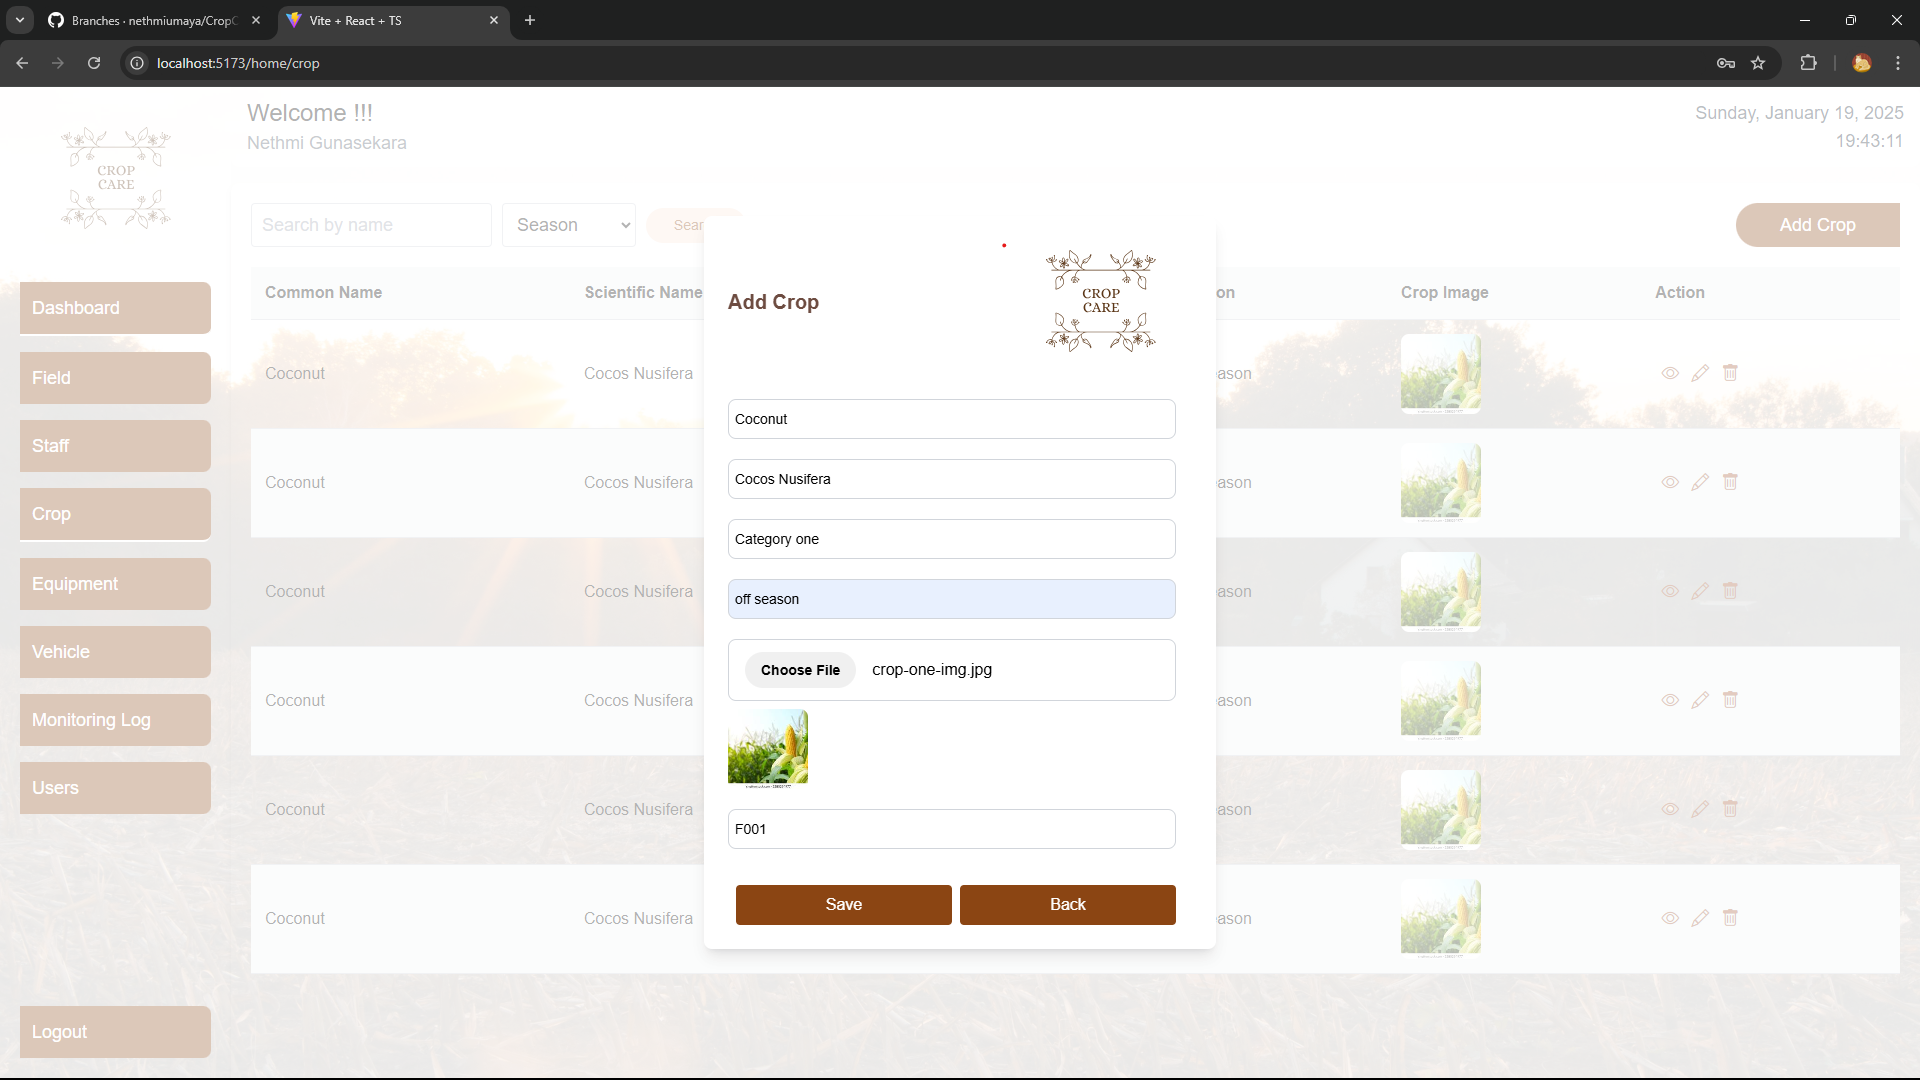 Branches · nethmiumaya/CropC
Vite + React + TS
localhost:5173/home/crop
CROP
CARE
Welcome !!!
Nethmi Gunasekara
Sunday, January 19, 2025
19:43:11
Dashboard
Field
Staff
Crop
Equipment
Vehicle
Monitoring Log
Users
Logout
Search by name
Season
Sear
Add Crop
Common Name
Scientific Name
on
Crop Image
Action
Coconut
Cocos Nusifera
ason
Coconut
Cocos Nusifera
ason
Coconut
Cocos Nusifera
ason
Coconut
Cocos Nusifera
ason
Coconut
Cocos Nusifera
ason
Coconut
Cocos Nusifera
ason
Add Crop
CROP
CARE
Coconut
Cocos Nusifera
Category one
off season
Choose File
crop-one-img.jpg
F001
Save
Back